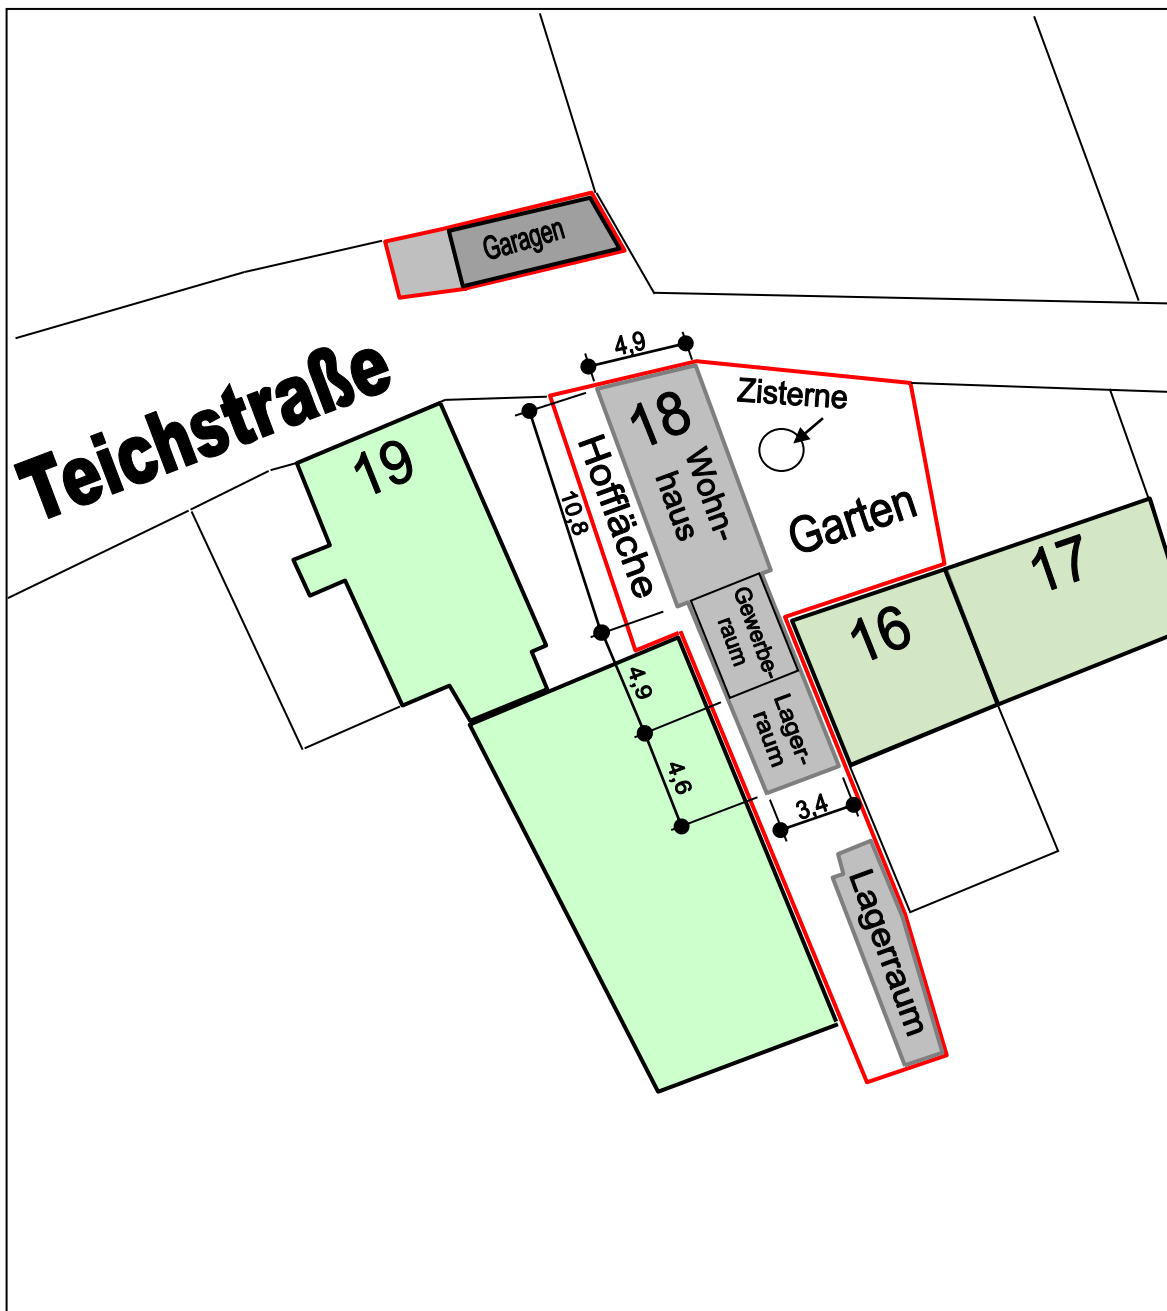 Garagen
4,9
Teichstraße
Zisterne
18
Wohn-
haus
19
Hoffläche
10,8
Garten
17
16
Gewerbe-
raum
4,9
Lager-
raum
4,6
3,4
Lagerraum